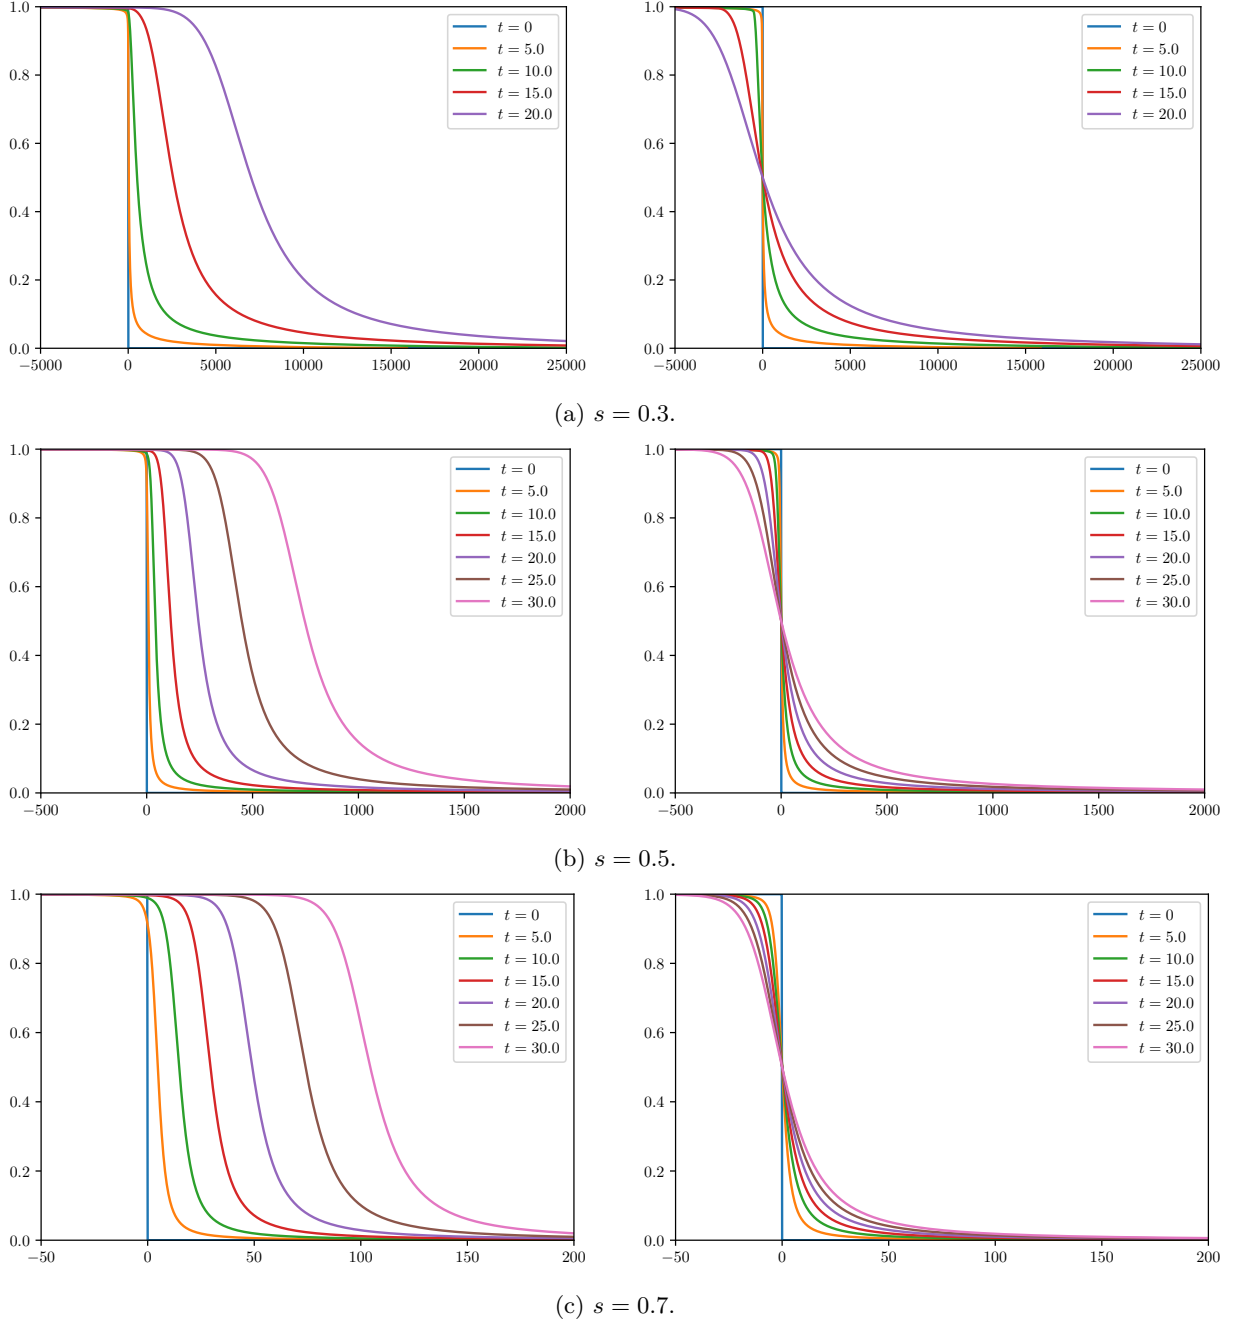 1.0
0.8
0.6
0.4
0.2
0.0
−5000 0 5000 10000 15000 20000 25000
t = 0
t = 5.0
t = 10.0
t = 15.0
t = 20.0
1.0
0.8
0.6
0.4
0.2
0.0
−5000 0 5000 10000 15000 20000 25000
t = 0
t = 5.0
t = 10.0
t = 15.0
t = 20.0
(a) s = 0.3.
1.0
0.8
0.6
0.4
0.2
0.0
−500 0 500 1000 1500 2000
t = 0
t = 5.0
t = 10.0
t = 15.0
t = 20.0
t = 25.0
t = 30.0
1.0
0.8
0.6
0.4
0.2
0.0
−500 0 500 1000 1500 2000
t = 0
t = 5.0
t = 10.0
t = 15.0
t = 20.0
t = 25.0
t = 30.0
(b) s = 0.5.
1.0
0.8
0.6
0.4
0.2
0.0
−50 0 50 100 150 200
t = 0
t = 5.0
t = 10.0
t = 15.0
t = 20.0
t = 25.0
t = 30.0
1.0
0.8
0.6
0.4
0.2
0.0
−50 0 50 100 150 200
t = 0
t = 5.0
t = 10.0
t = 15.0
t = 20.0
t = 25.0
t = 30.0
(c) s = 0.7.